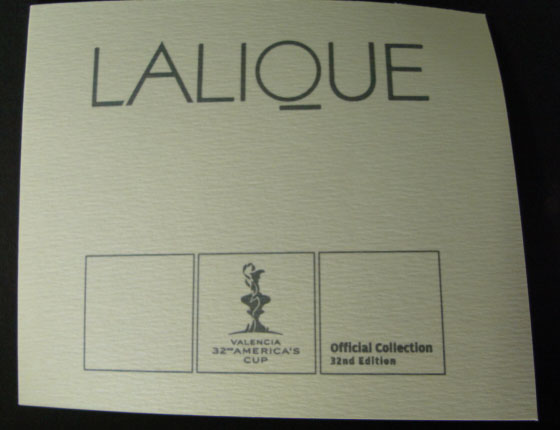 LALIQUE
VALENCIA
32ND AMERICA'S
CUP
Official Collection
32nd Edition